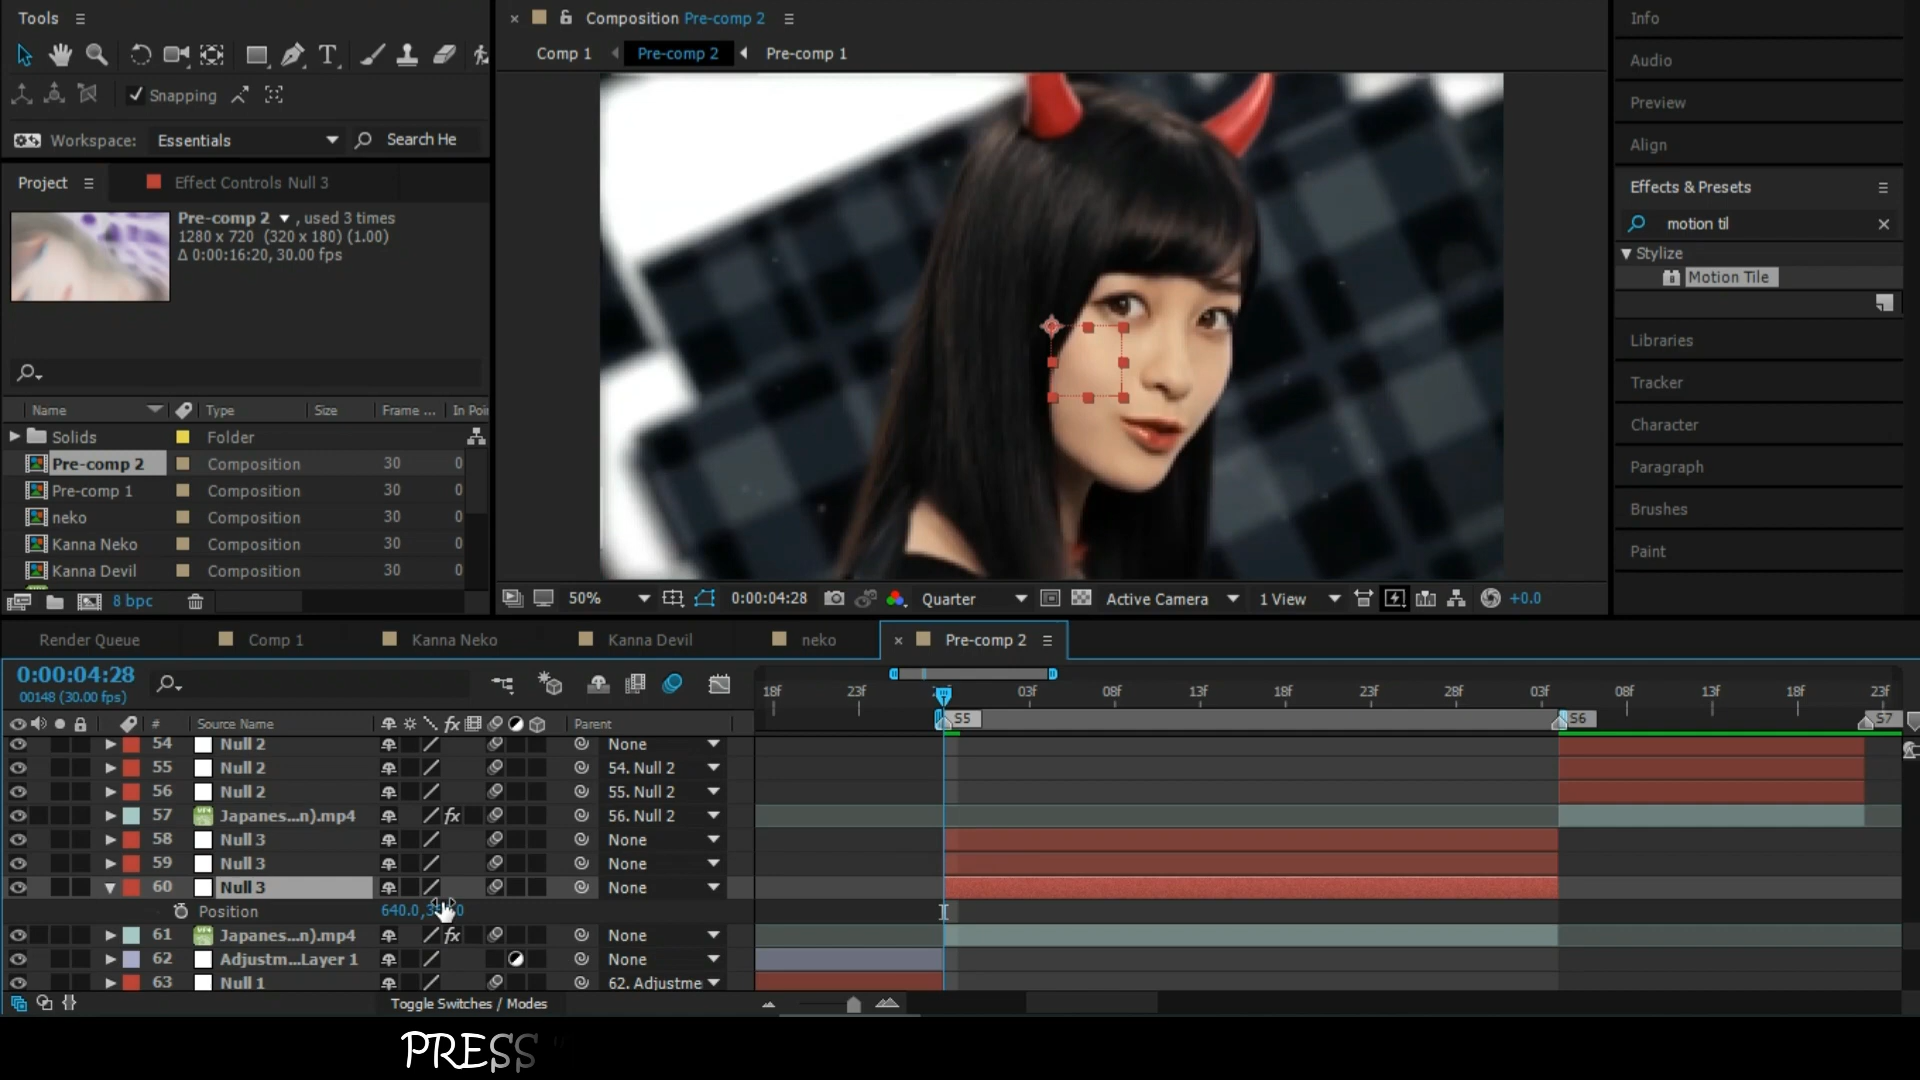 Tools
Snapping
Workspace: Essentials Search He
Project Effect Controls Null 3
Pre-comp 2 , used 3 times
1280 x 720 (320 x 180) (1.00)
Δ 0:00:16:20, 30.00 fps
Name Type Size Frame ... In Poi
Solids Folder
Pre-comp 2 Composition 30 0
Pre-comp 1 Composition 30 0
neko Composition 30 0
Kanna Neko Composition 30 0
Kanna Devil Composition 30 0
8 bpc
Composition Pre-comp 2
Comp 1 Pre-comp 2 Pre-comp 1
50% 0:00:04:28 Quarter Active Camera 1 View +0.0
Info
Audio
Preview
Align
Effects & Presets
motion til
Stylize
Motion Tile
Libraries
Tracker
Character
Paragraph
Brushes
Paint
Render Queue Comp 1 Kanna Neko Kanna Devil neko Pre-comp 2
0:00:04:28
00148 (30.00 fps)
18f 23f 03f 08f 13f 18f 23f 28f 03f 08f 13f 18f 23f
S5 S6 S7
# Source Name fx Parent
54 Null 2 None
55 Null 2 54. Null 2
56 Null 2 55. Null 2
57 Japanes...n).mp4 fx 56. Null 2
58 Null 3 None
59 Null 3 None
60 Null 3 None
Position 640.0,
61 Japanes...n).mp4 fx None
62 Adjustm...Layer 1 None
63 Null 1 62. Adjustme
Toggle Switches / Modes
PRESS